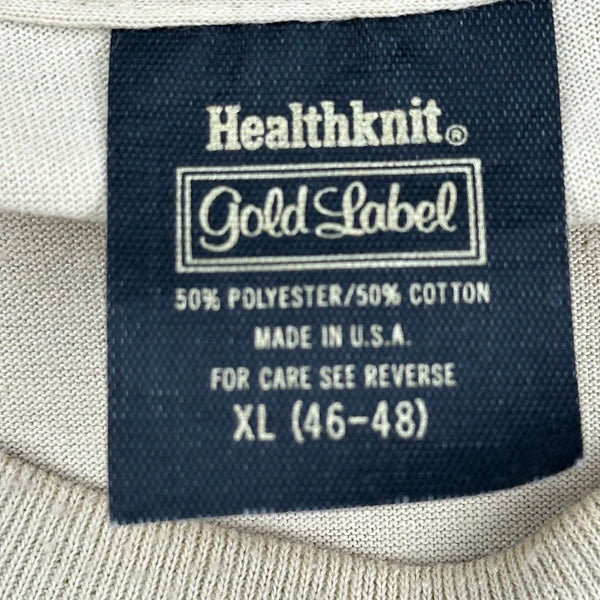 Healthknit®
Gold Label
50% POLYESTER/50% COTTON
MADE IN U.S.A.
FOR CARE SEE REVERSE
XL (46-48)